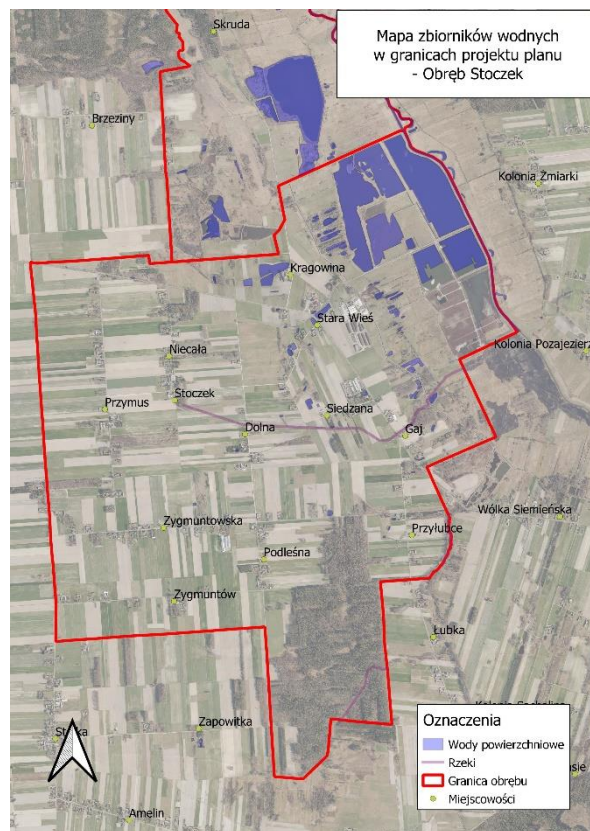 Mapa zbiorników wodnych
w granicach projektu planu
- Obręb Stoczek
Skruda
Brzeziny
Kolonia Żmiarki
Kragowina
Stara Wieś
Kolonia Pozajezierz
Niecała
Stoczek
Przymus
Siedzana
Dolna
Gaj
Zygmuntowska
Wólka Siemieńska
Przyłubce
Podleśna
Zygmuntów
Łubka
Zapowitka
Amelin
Oznaczenia
Wody powierzchniowe
Rzeki
Granica obrębu
Miejscowości